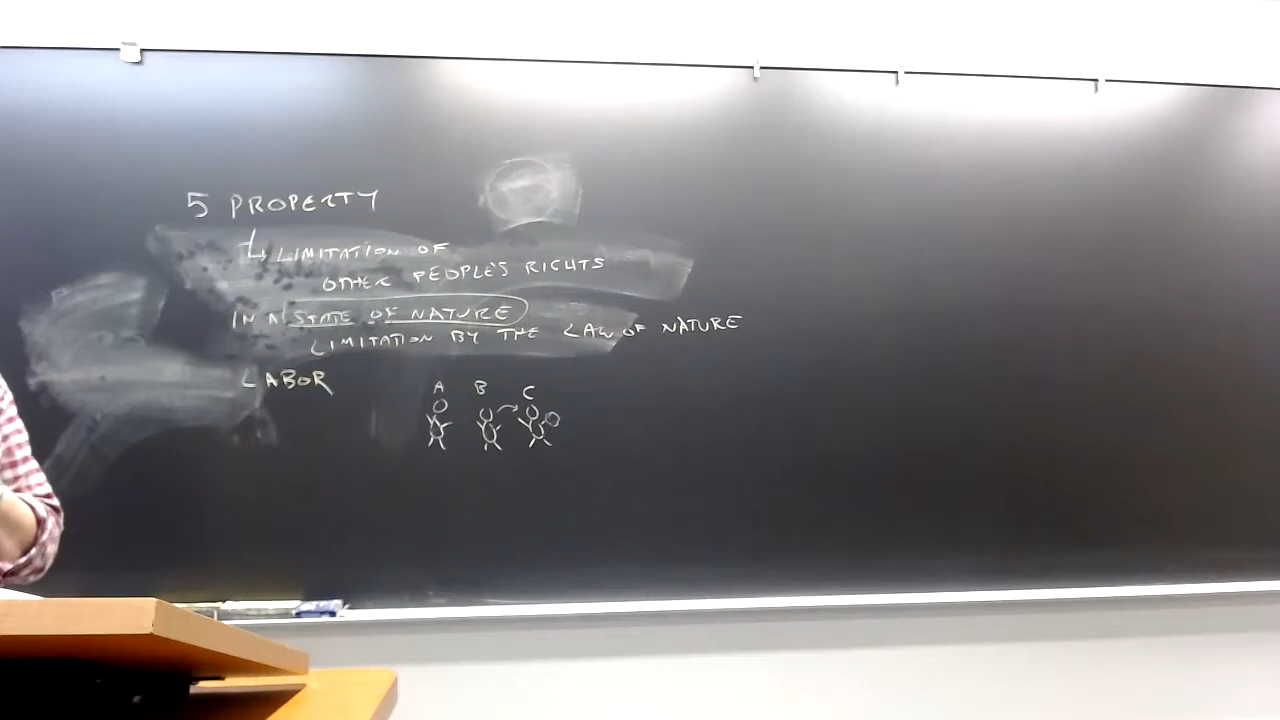 5 PROPERTY
↳ LIMITATION OF
OTHER PEOPLE'S RIGHTS
IN A STATE OF NATURE
LIMITATION BY THE LAW OF NATURE
LABOR
A B C